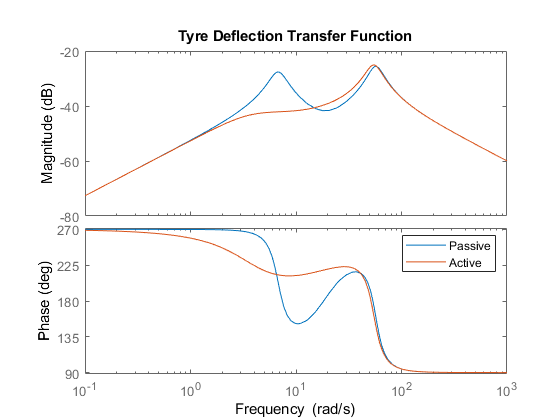 Tyre Deflection Transfer Function
Magnitude (dB)
-20
-40
-60
-80
Phase (deg)
270
225
180
135
90
Passive
Active
10^-1
10^0
10^1
10^2
10^3
Frequency (rad/s)